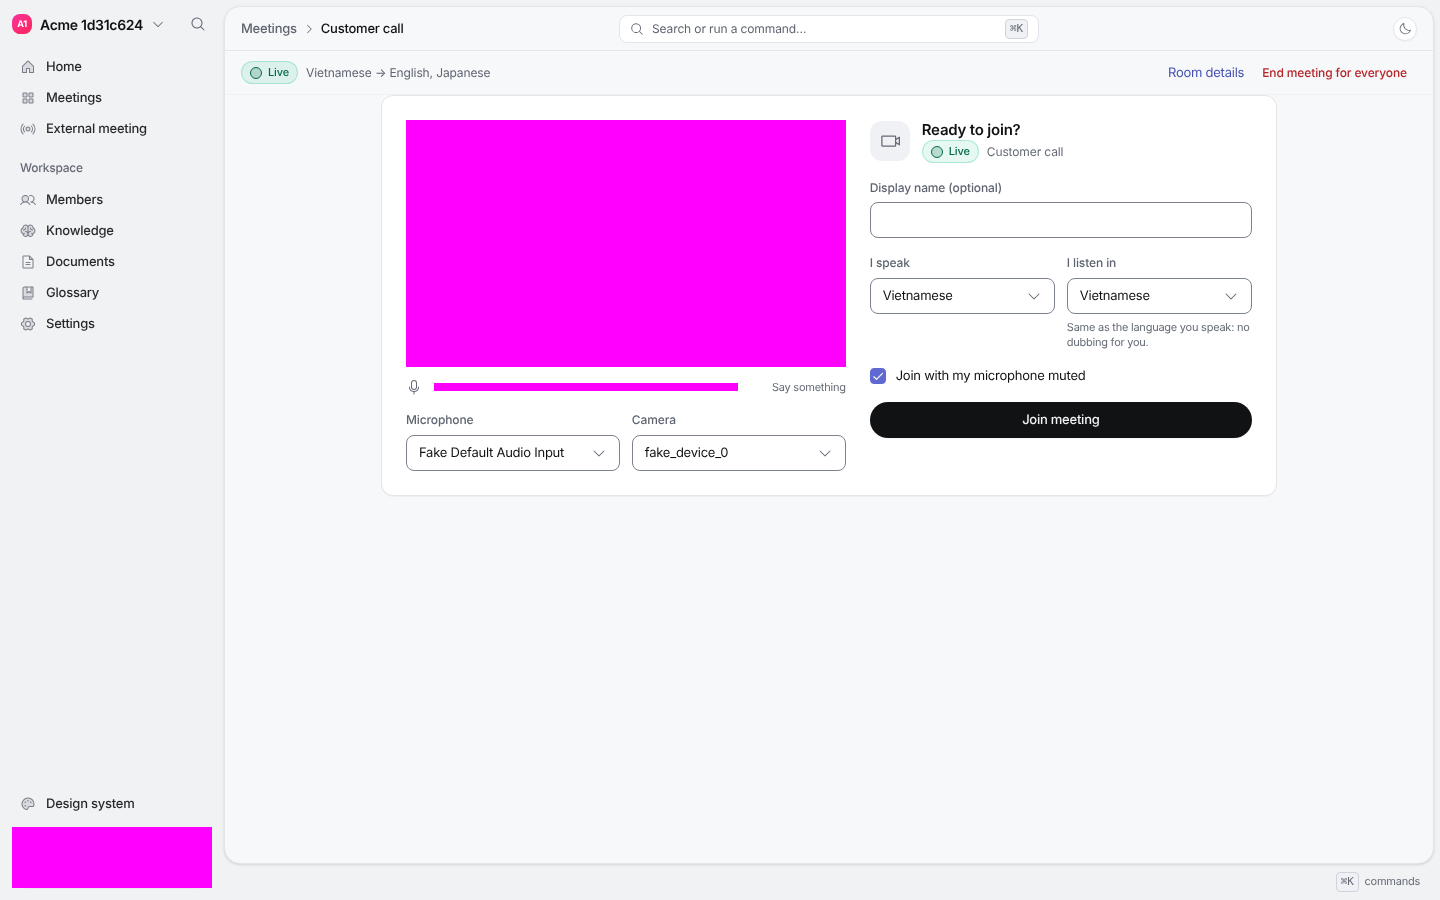 A1 Acme 1d31c624
Home
Meetings
External meeting
Workspace
Members
Knowledge
Documents
Glossary
Settings
Design system
Meetings > Customer call
Search or run a command...
⌘K
Live Vietnamese → English, Japanese
Room details
End meeting for everyone
Say something
Microphone
Fake Default Audio Input
Camera
fake_device_0
Ready to join?
Live Customer call
Display name (optional)
I speak
Vietnamese
I listen in
Vietnamese
Same as the language you speak: no
dubbing for you.
Join with my microphone muted
Join meeting
⌘K commands